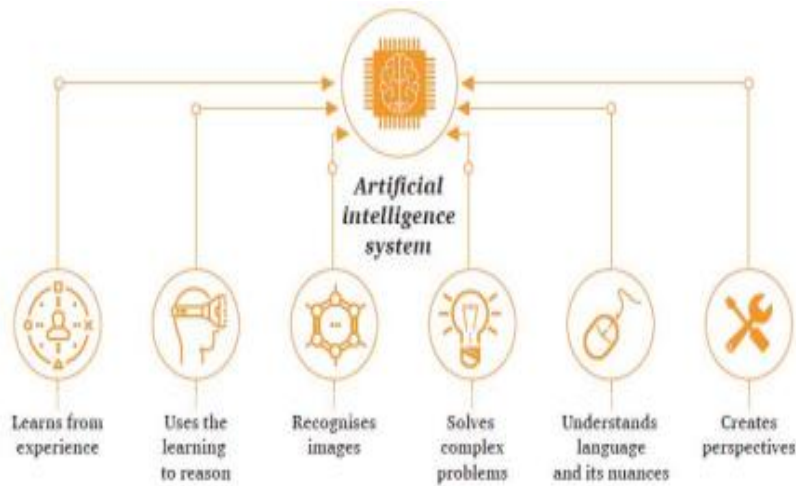 Artificial
intelligence
system
Learns from
experience
Uses the
learning
to reason
Recognises
images
Solves
complex
problems
Understands
language
and its nuances
Creates
perspectives